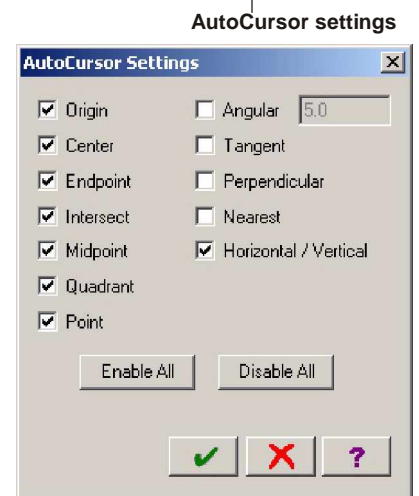 AutoCursor settings
AutoCursor Settings
Origin
Angular 5.0
Center
Tangent
Endpoint
Perpendicular
Intersect
Nearest
Midpoint
Horizontal / Vertical
Quadrant
Point
Enable All
Disable All
?